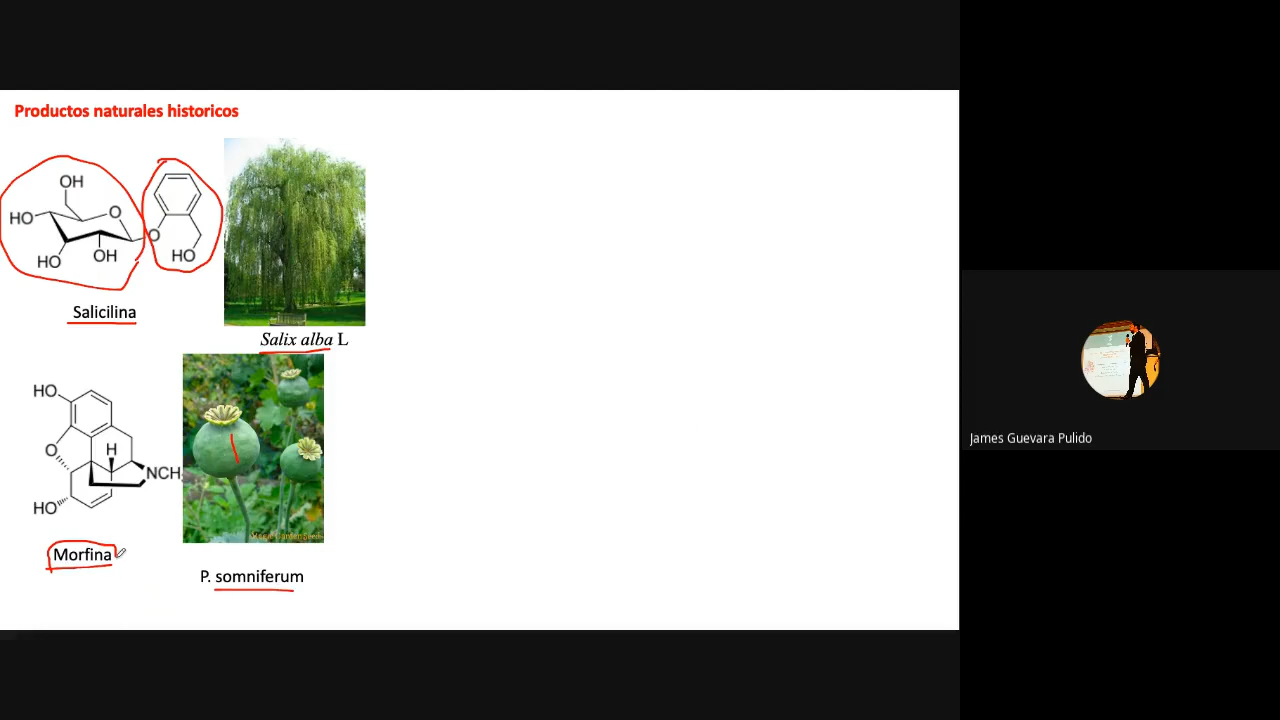 Productos naturales historicos
OH
O
HO
O
HO
OH
HO
Salicilina
Salix alba L
HO
O
H
NCH
HO
Morfina
P. somniferum
James Guevara Pulido